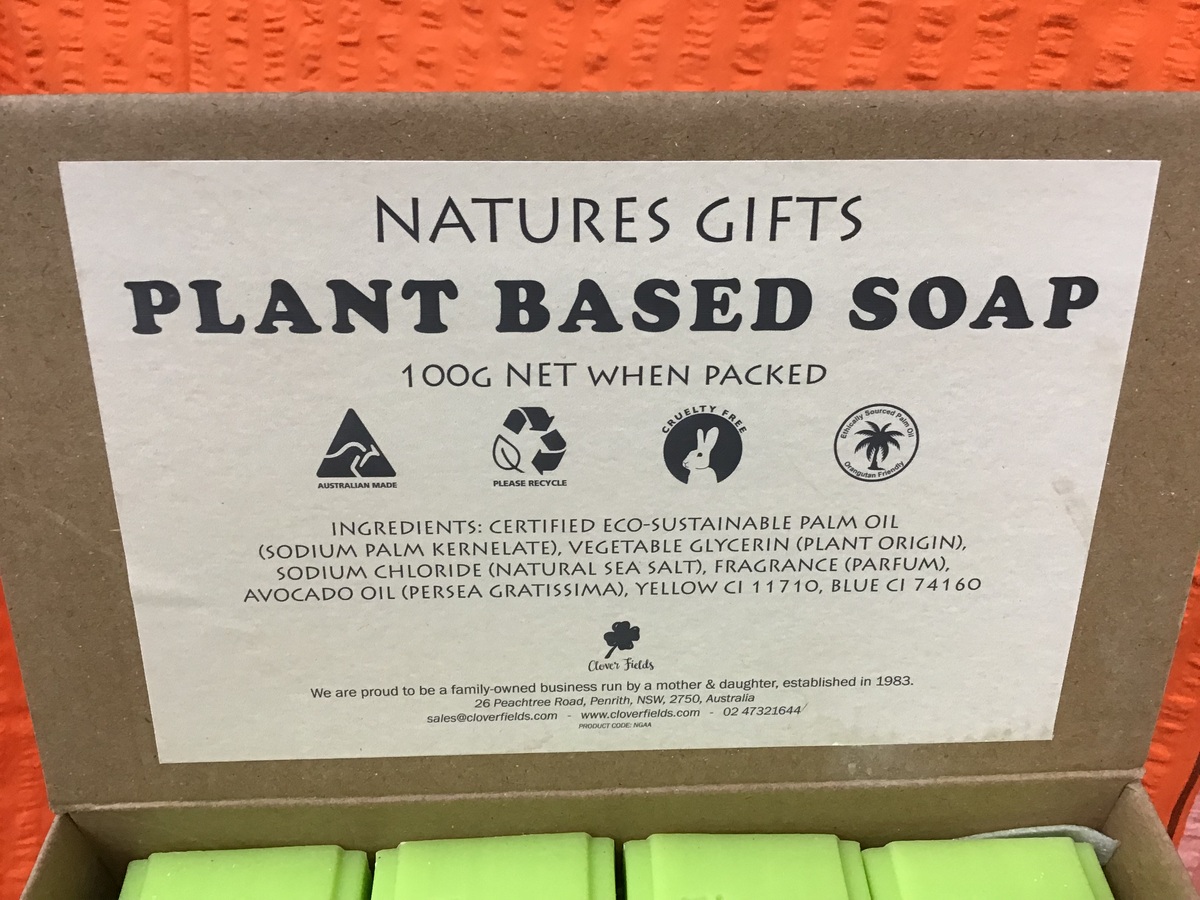 NATURES GIFTS
PLANT BASED SOAP
100G NET WHEN PACKED
AUSTRALIAN MADE
PLEASE RECYCLE
CRUELTY FREE
Ethically Sourced Palm Oil
Orangutan Friendly
INGREDIENTS: CERTIFIED ECO-SUSTAINABLE PALM OIL
(SODIUM PALM KERNELATE), VEGETABLE GLYCERIN (PLANT ORIGIN),
SODIUM CHLORIDE (NATURAL SEA SALT), FRAGRANCE (PARFUM),
AVOCADO OIL (PERSEA GRATISSIMA), YELLOW CI 11710, BLUE CI 74160
Clover Fields
We are proud to be a family-owned business run by a mother & daughter, established in 1983.
26 Peachtree Road, Penrith, NSW, 2750, Australia
sales@cloverfields.com - www.cloverfields.com - 02 47321644
PRODUCT CODE: NGAA